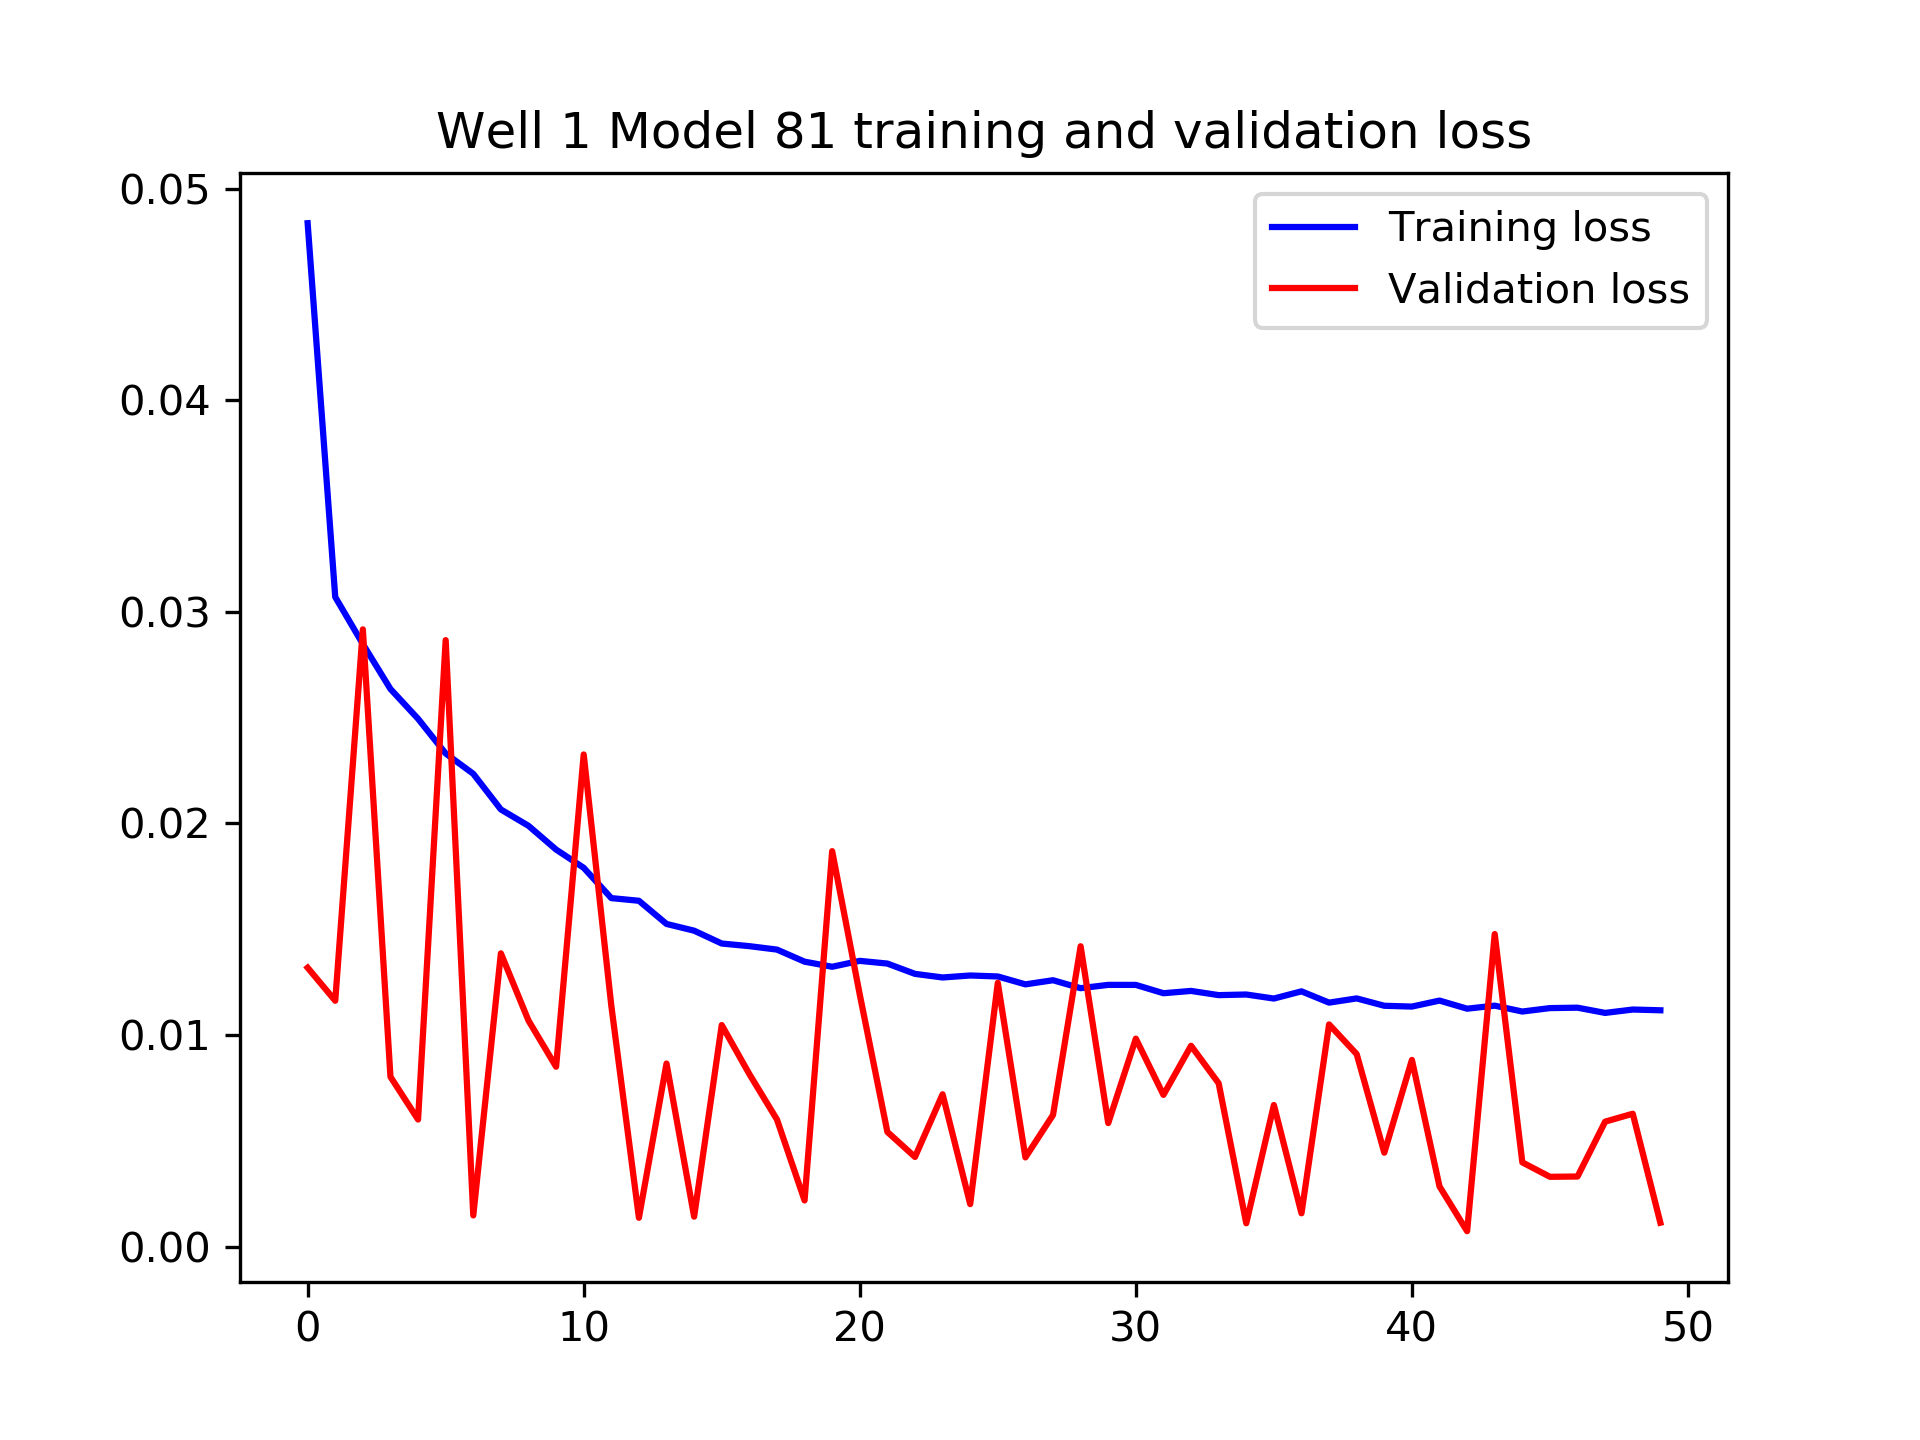 Well 1 Model 81 training and validation loss
0.05
0.04
0.03
0.02
0.01
0.00
Training loss
Validation loss
0 10 20 30 40 50